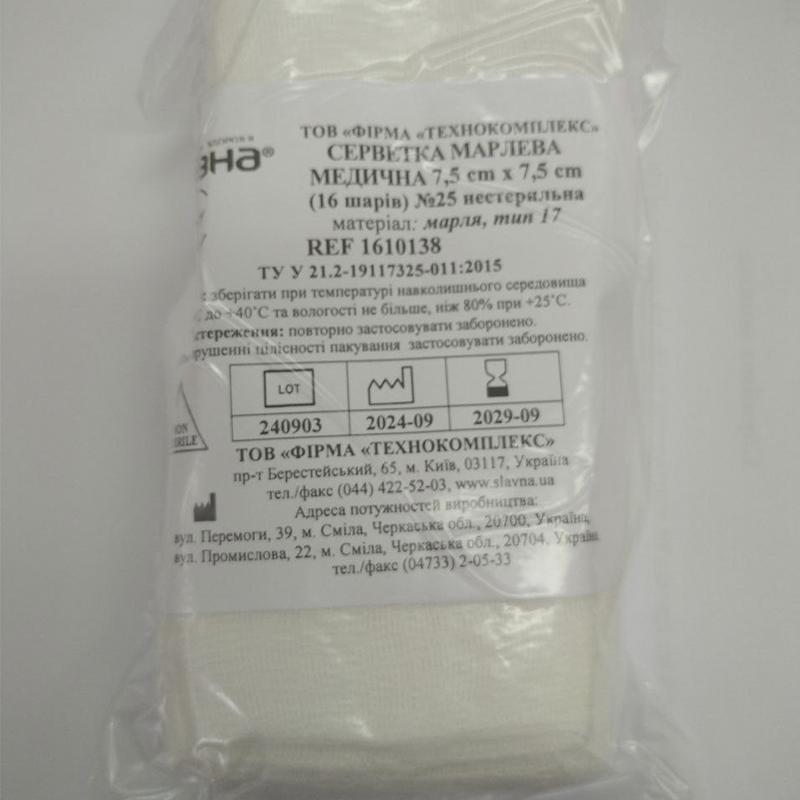 ТОВ «ФІРМА «ТЕХНОКОМПЛЕКС»
СЕРВЕТКА МАРЛЕВА
МЕДИЧНА 7,5 cm x 7,5 cm
(16 шарів) №25 нестерильна
матеріал: марля, тип 17
REF 1610138
ТУ У 21.2-19117325-011:2015
зберігати при температурі навколишнього середовища
до +40°С та вологості не більше, ніж 80% при +25°С.
повторно застосовувати заборонено.
цілісності пакування застосовувати заборонено.
LOT
240903 2024-09 2029-09
ТОВ «ФІРМА «ТЕХНОКОМПЛЕКС»
пр-т Берестейський, 65, м. Київ, 03117, Україна
тел./факс (044) 422-52-03, www.slavna.ua
Адреса потужностей виробництва:
вул. Перемоги, 39, м. Сміла, Черкаська обл., 20700, Україна,
вул. Промислова, 22, м. Сміла, Черкаська обл., 20704, Україна
тел./факс (04733) 2-05-33